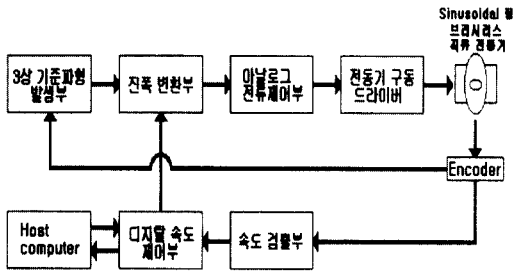 Sinusoidal 형
브러시리스
직류 전동기
3상 기준파형
발생부
진폭 변환부
아날로그
전류제어부
전동기 구동
드라이버
Encoder
Host
computer
디지탈 속도
제어부
속도 검출부